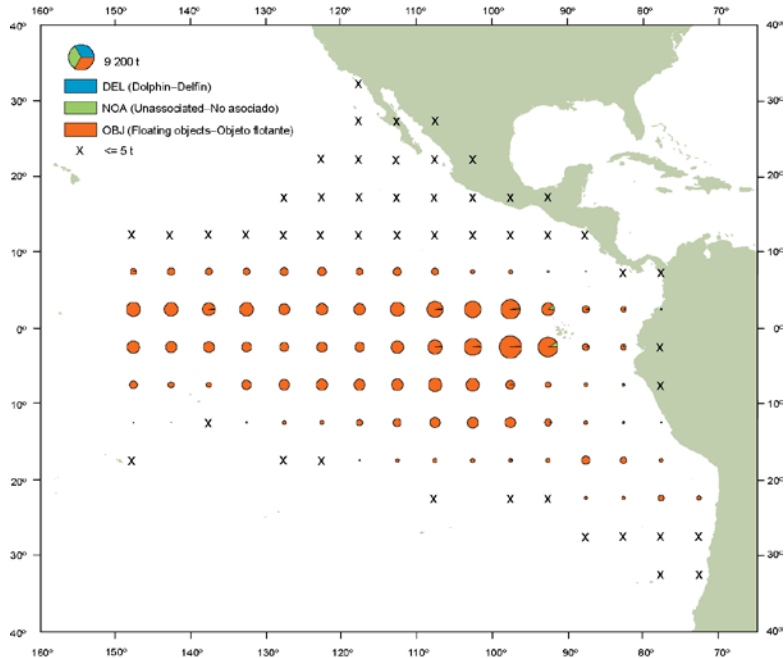 150° 140° 130° 120° 110° 100° 90° 80° 70°
40° 40°
9 200 t
DEL (Dolphin–Delfín)
NOA (Unassociated–No asociado)
30° 30°
OBJ (Floating objects–Objeto flotante)
X <= 5 t
20° 20°
10° 10°
0° 0°
10° 10°
20° 20°
30° 30°
40° 40°
160° 150° 140° 130° 120° 110° 100° 90° 80° 70°